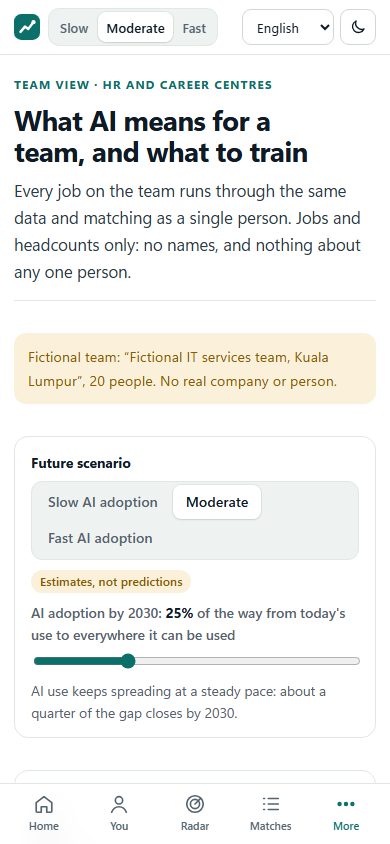 Slow Moderate Fast English
TEAM VIEW · HR AND CAREER CENTRES
What AI means for a
team, and what to train
Every job on the team runs through the same
data and matching as a single person. Jobs and
headcounts only: no names, and nothing about
any one person.
Fictional team: “Fictional IT services team, Kuala
Lumpur”, 20 people. No real company or person.
Future scenario
Slow AI adoption Moderate
Fast AI adoption
Estimates, not predictions
AI adoption by 2030: 25% of the way from today's
use to everywhere it can be used
AI use keeps spreading at a steady pace: about a
quarter of the gap closes by 2030.
Home You Radar Matches More